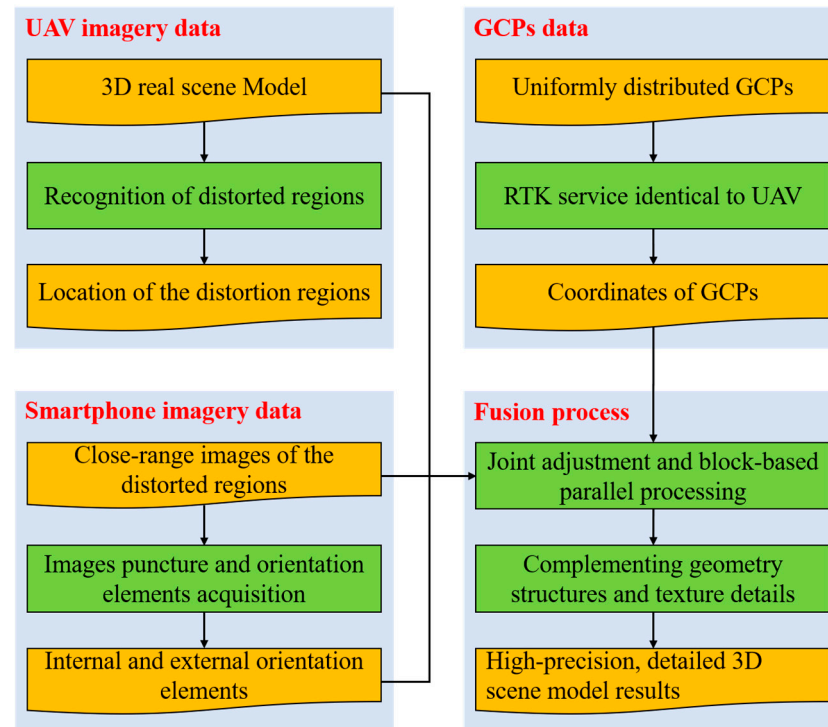 UAV imagery data
3D real scene Model
Recognition of distorted regions
Location of the distortion regions
GCPs data
Uniformly distributed GCPs
RTK service identical to UAV
Coordinates of GCPs
Smartphone imagery data
Close-range images of the
distorted regions
Images puncture and orientation
elements acquisition
Internal and external orientation
elements
Fusion process
Joint adjustment and block-based
parallel processing
Complementing geometry
structures and texture details
High-precision, detailed 3D
scene model results